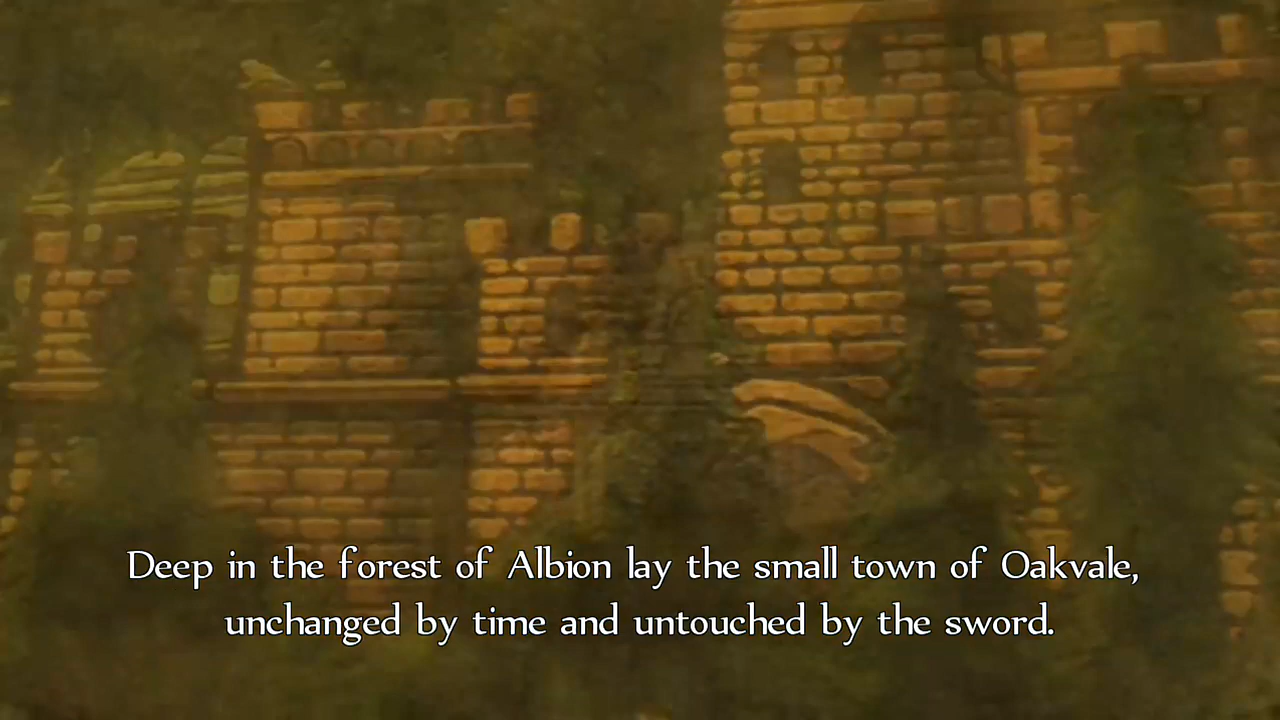 Deep in the forest of Albion lay the small town of Oakvale,
unchanged by time and untouched by the sword.